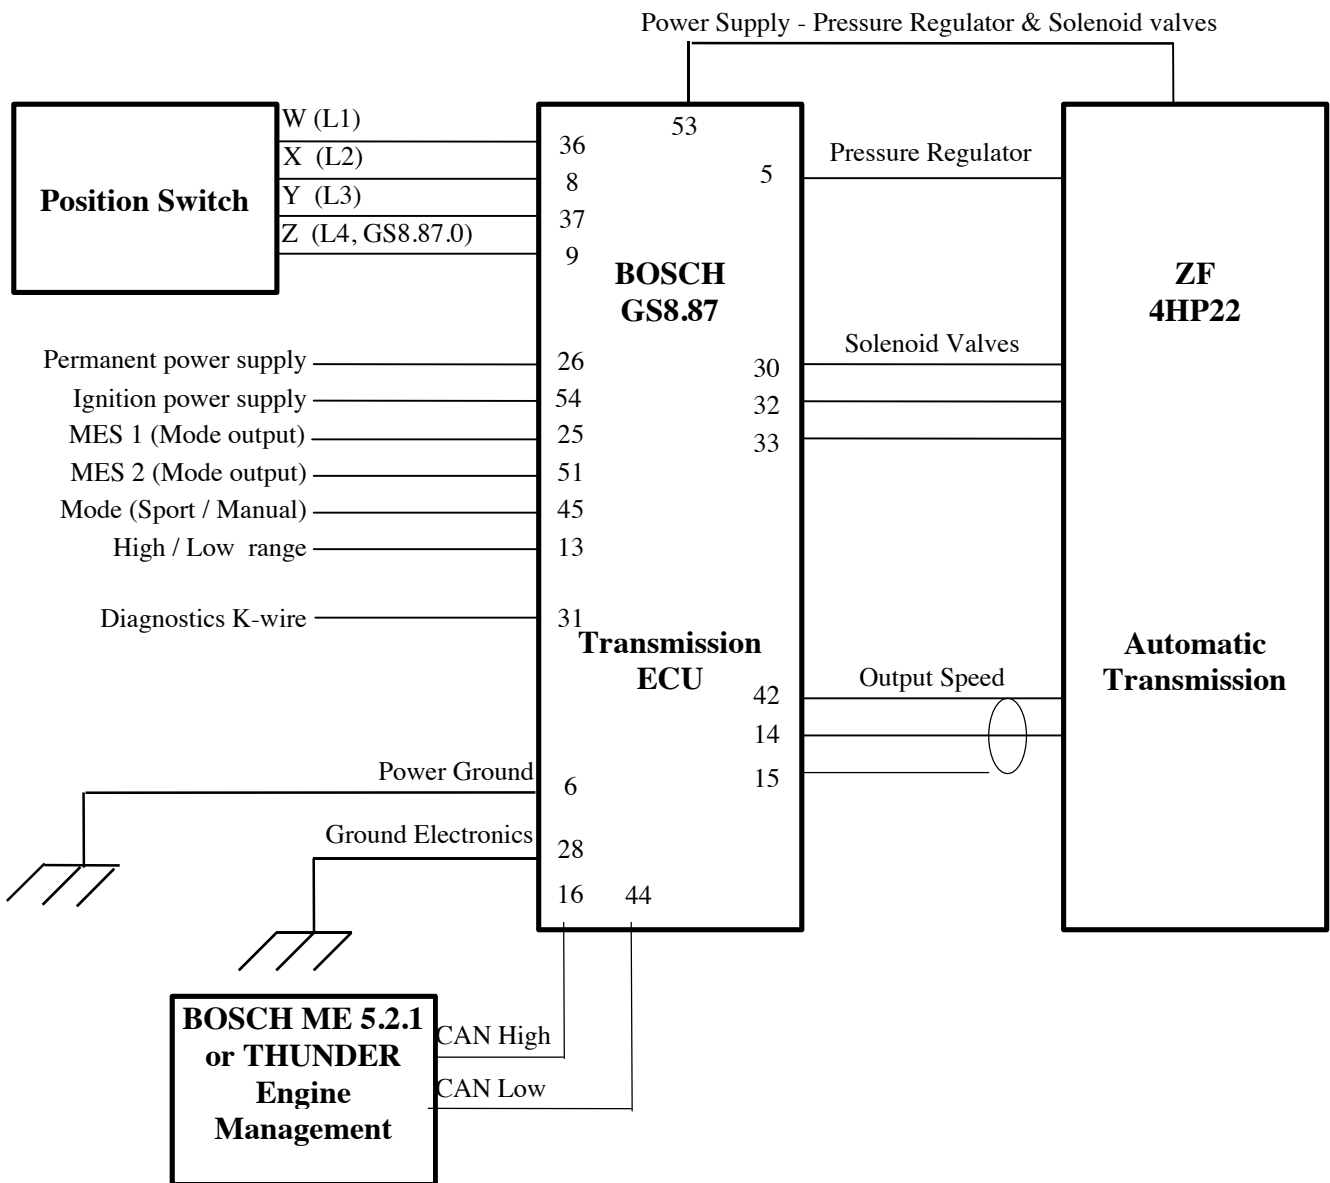 Power Supply - Pressure Regulator & Solenoid valves
Position Switch
W (L1)
X (L2)
Y (L3)
Z (L4, GS8.87.0)
36
8
37
9
53
5
BOSCH
GS8.87
Pressure Regulator
ZF
4HP22
Permanent power supply
26
Ignition power supply
54
MES 1 (Mode output)
25
MES 2 (Mode output)
51
Mode (Sport / Manual)
45
High / Low range
13
Diagnostics K-wire
31
Solenoid Valves
30
32
33
Transmission
ECU
Output Speed
42
14
15
Automatic
Transmission
Power Ground
6
Ground Electronics
28
16
44
BOSCH ME 5.2.1
or THUNDER
Engine
Management
CAN High
CAN Low